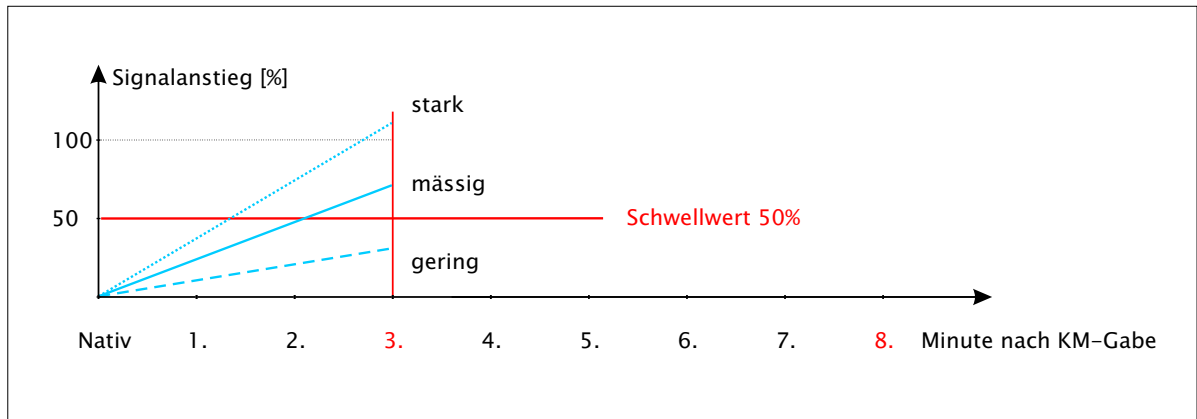 Signalanstieg [%]
stark
100
mässig
50
Schwellwert 50%
gering
Nativ 1. 2. 3. 4. 5. 6. 7. 8. Minute nach KM-Gabe